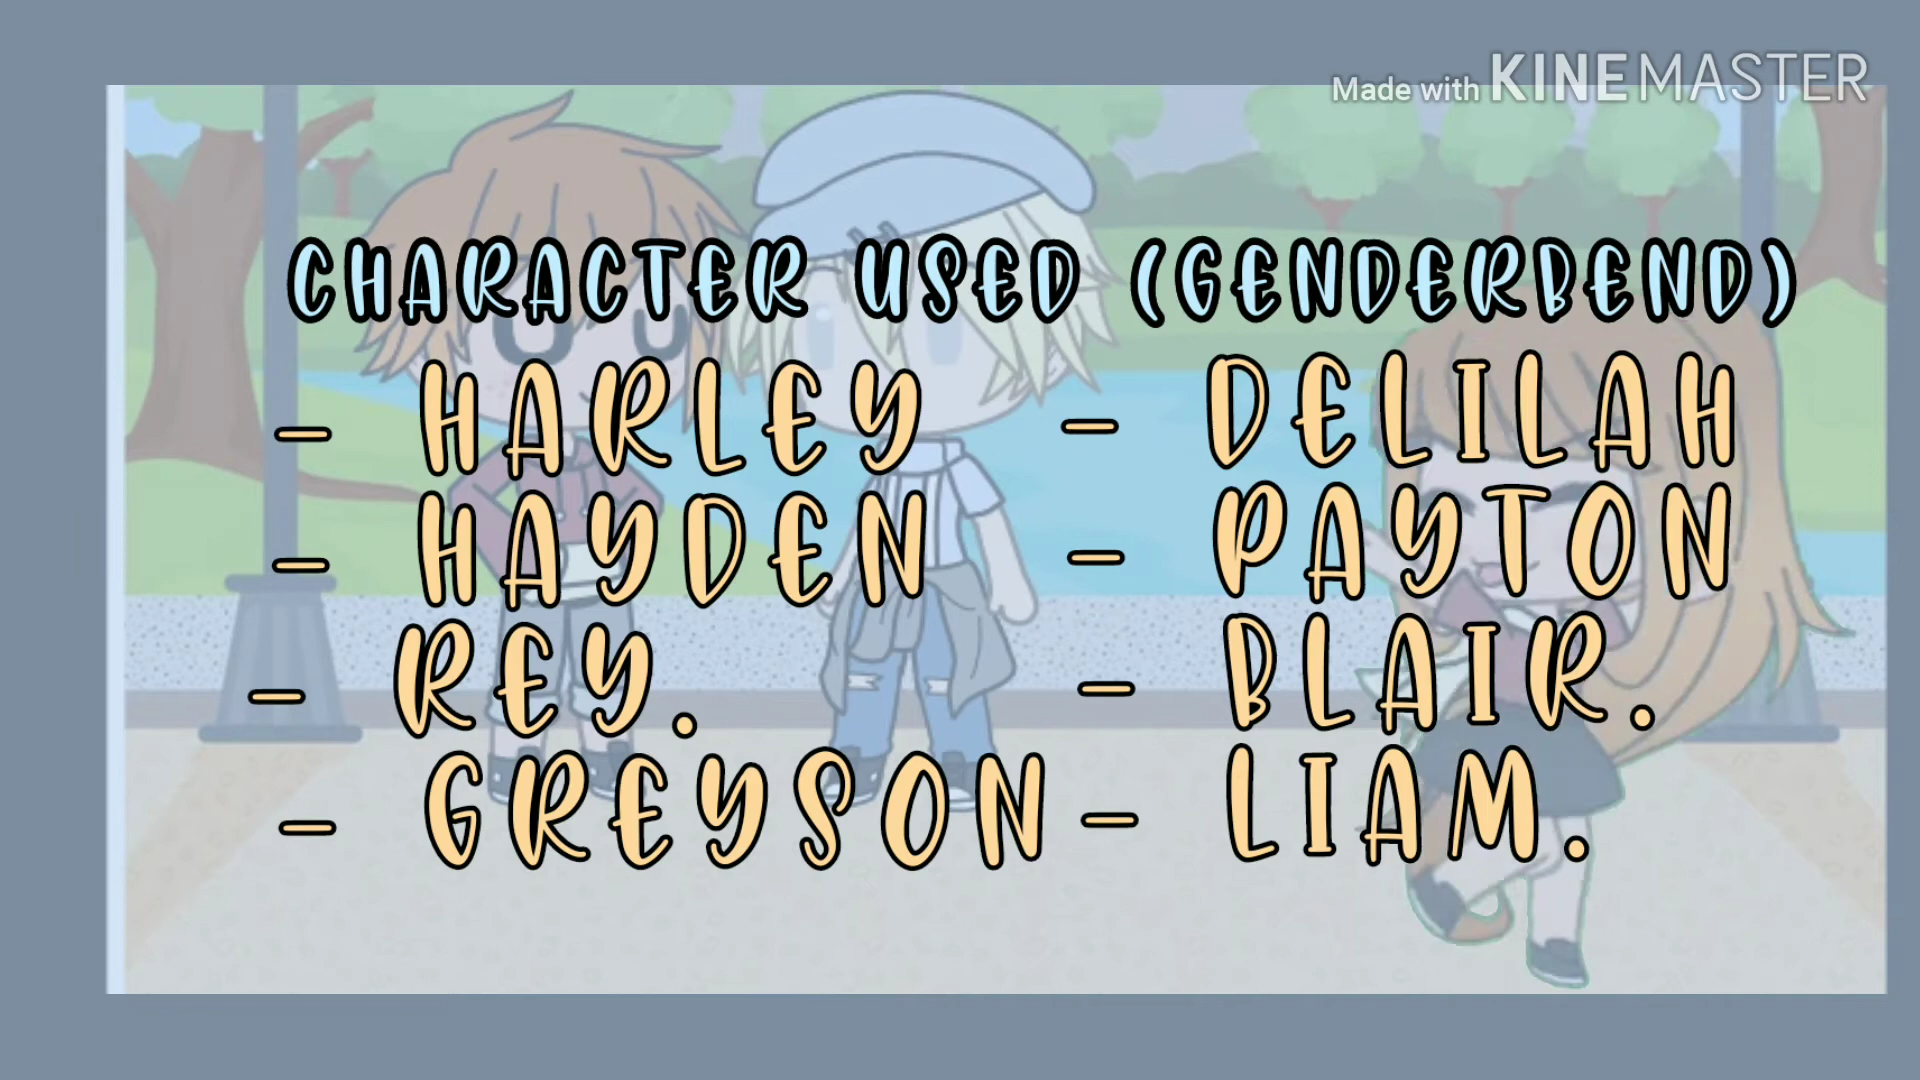 Made with KINEMASTER
CHARACTER USED (GENDERBEND)
- HARLEY
- HAYDEN
- REY.
- GREYSON
- DELILAH
- PAYTON
- BLAIR.
- LIAM.